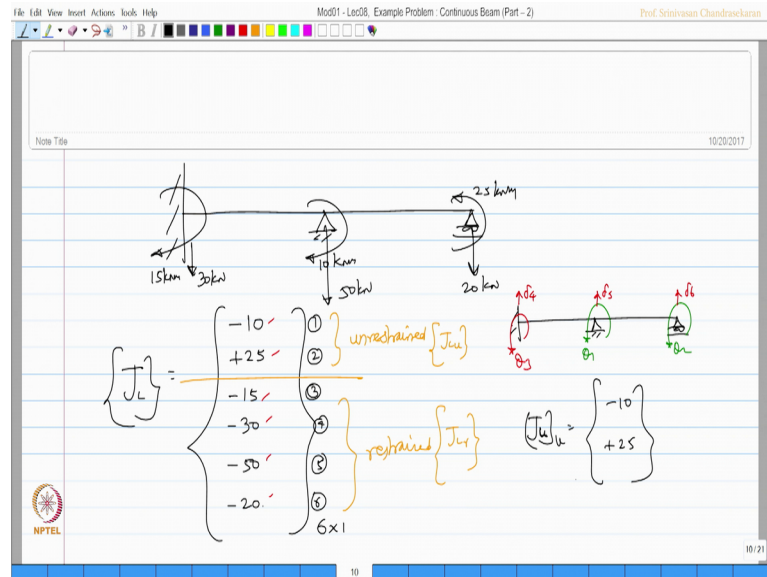 File Edit View Insert Actions Tools Help
Mod01 - Lec08, Example Problem : Continuous Beam (Part – 2)
Prof. Srinivasan Chandrasekaran
B I
Note Title
10/20/2017
25 kNm
15 kNm
30 kN
10 kNm
50 kN
20 kN
δ4
δ5
δ6
θ3
θ1
θ2
{JL} =
-10 ①
+25 ②
-15 ③
-30 ④
-50 ⑤
-20 ⑥
6×1
unrestrained {JLu}
restrained {JLr}
{JL}u =
-10
+25
NPTEL
10/21
10